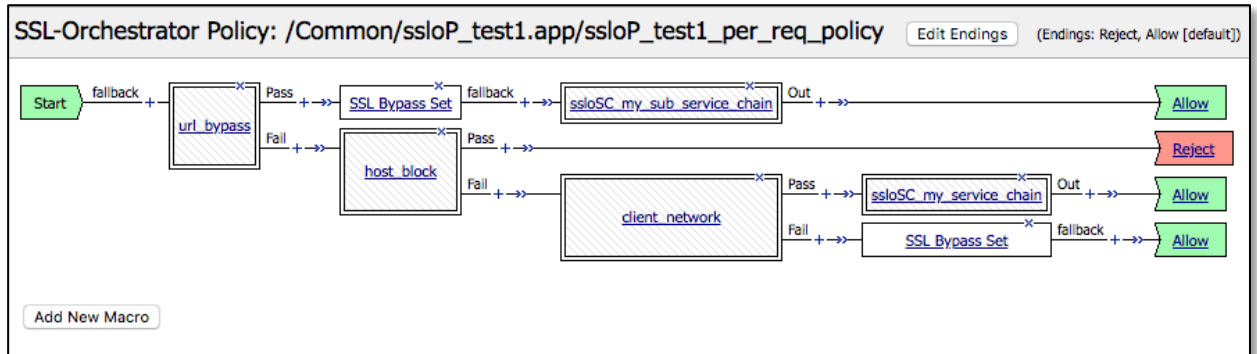 SSL-Orchestrator Policy: /Common/ssloP_test1.app/ssloP_test1_per_req_policy Edit Endings (Endings: Reject, Allow [default])
Start fallback + url_bypass × Pass + SSL Bypass Set × fallback + ssloSC_my_sub_service_chain × Out + Allow
Fail + host_block × Pass + Reject
Fail + client_network × Pass + ssloSC_my_service_chain × Out + Allow
Fail + SSL Bypass Set × fallback + Allow
Add New Macro